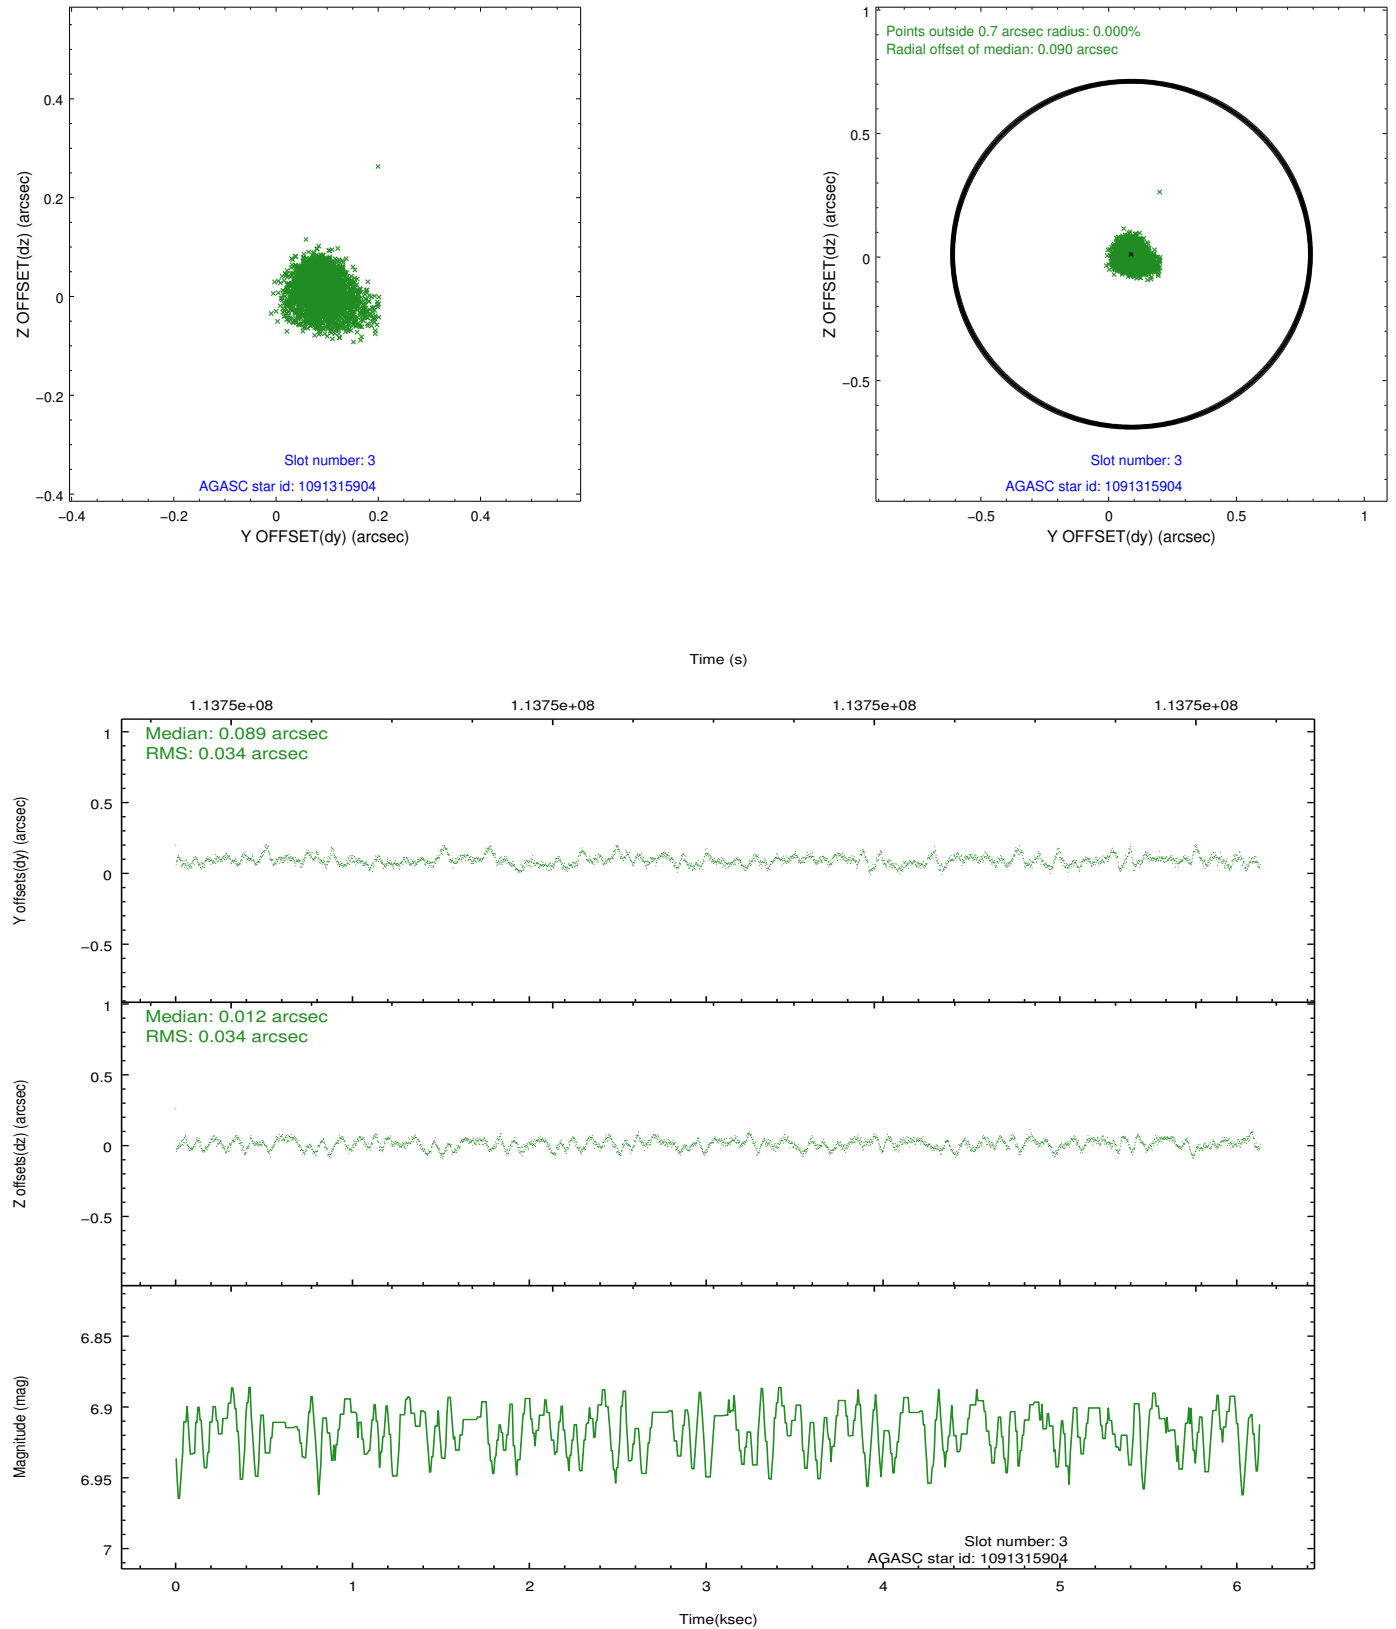 0.4
0.2
0
−0.2
−0.4
−0.4
−0.2
0
0.2
0.4
Z OFFSET(dz) (arcsec)
Y OFFSET(dy) (arcsec)
Slot number: 3
AGASC star id: 1091315904
Points outside 0.7 arcsec radius: 0.000%
Radial offset of median: 0.090 arcsec
1
0.5
0
−0.5
−0.5
0
0.5
1
Z OFFSET(dz) (arcsec)
Y OFFSET(dy) (arcsec)
Slot number: 3
AGASC star id: 1091315904
Time (s)
1.1375e+08
1.1375e+08
1.1375e+08
1.1375e+08
Median: 0.089 arcsec
RMS: 0.034 arcsec
1
0.5
0
−0.5
Y offsets(dy) (arcsec)
Median: 0.012 arcsec
RMS: 0.034 arcsec
1
0.5
0
−0.5
Z offsets(dz) (arcsec)
6.85
6.9
6.95
7
Magnitude (mag)
Slot number: 3
AGASC star id: 1091315904
0
1
2
3
4
5
6
Time(ksec)